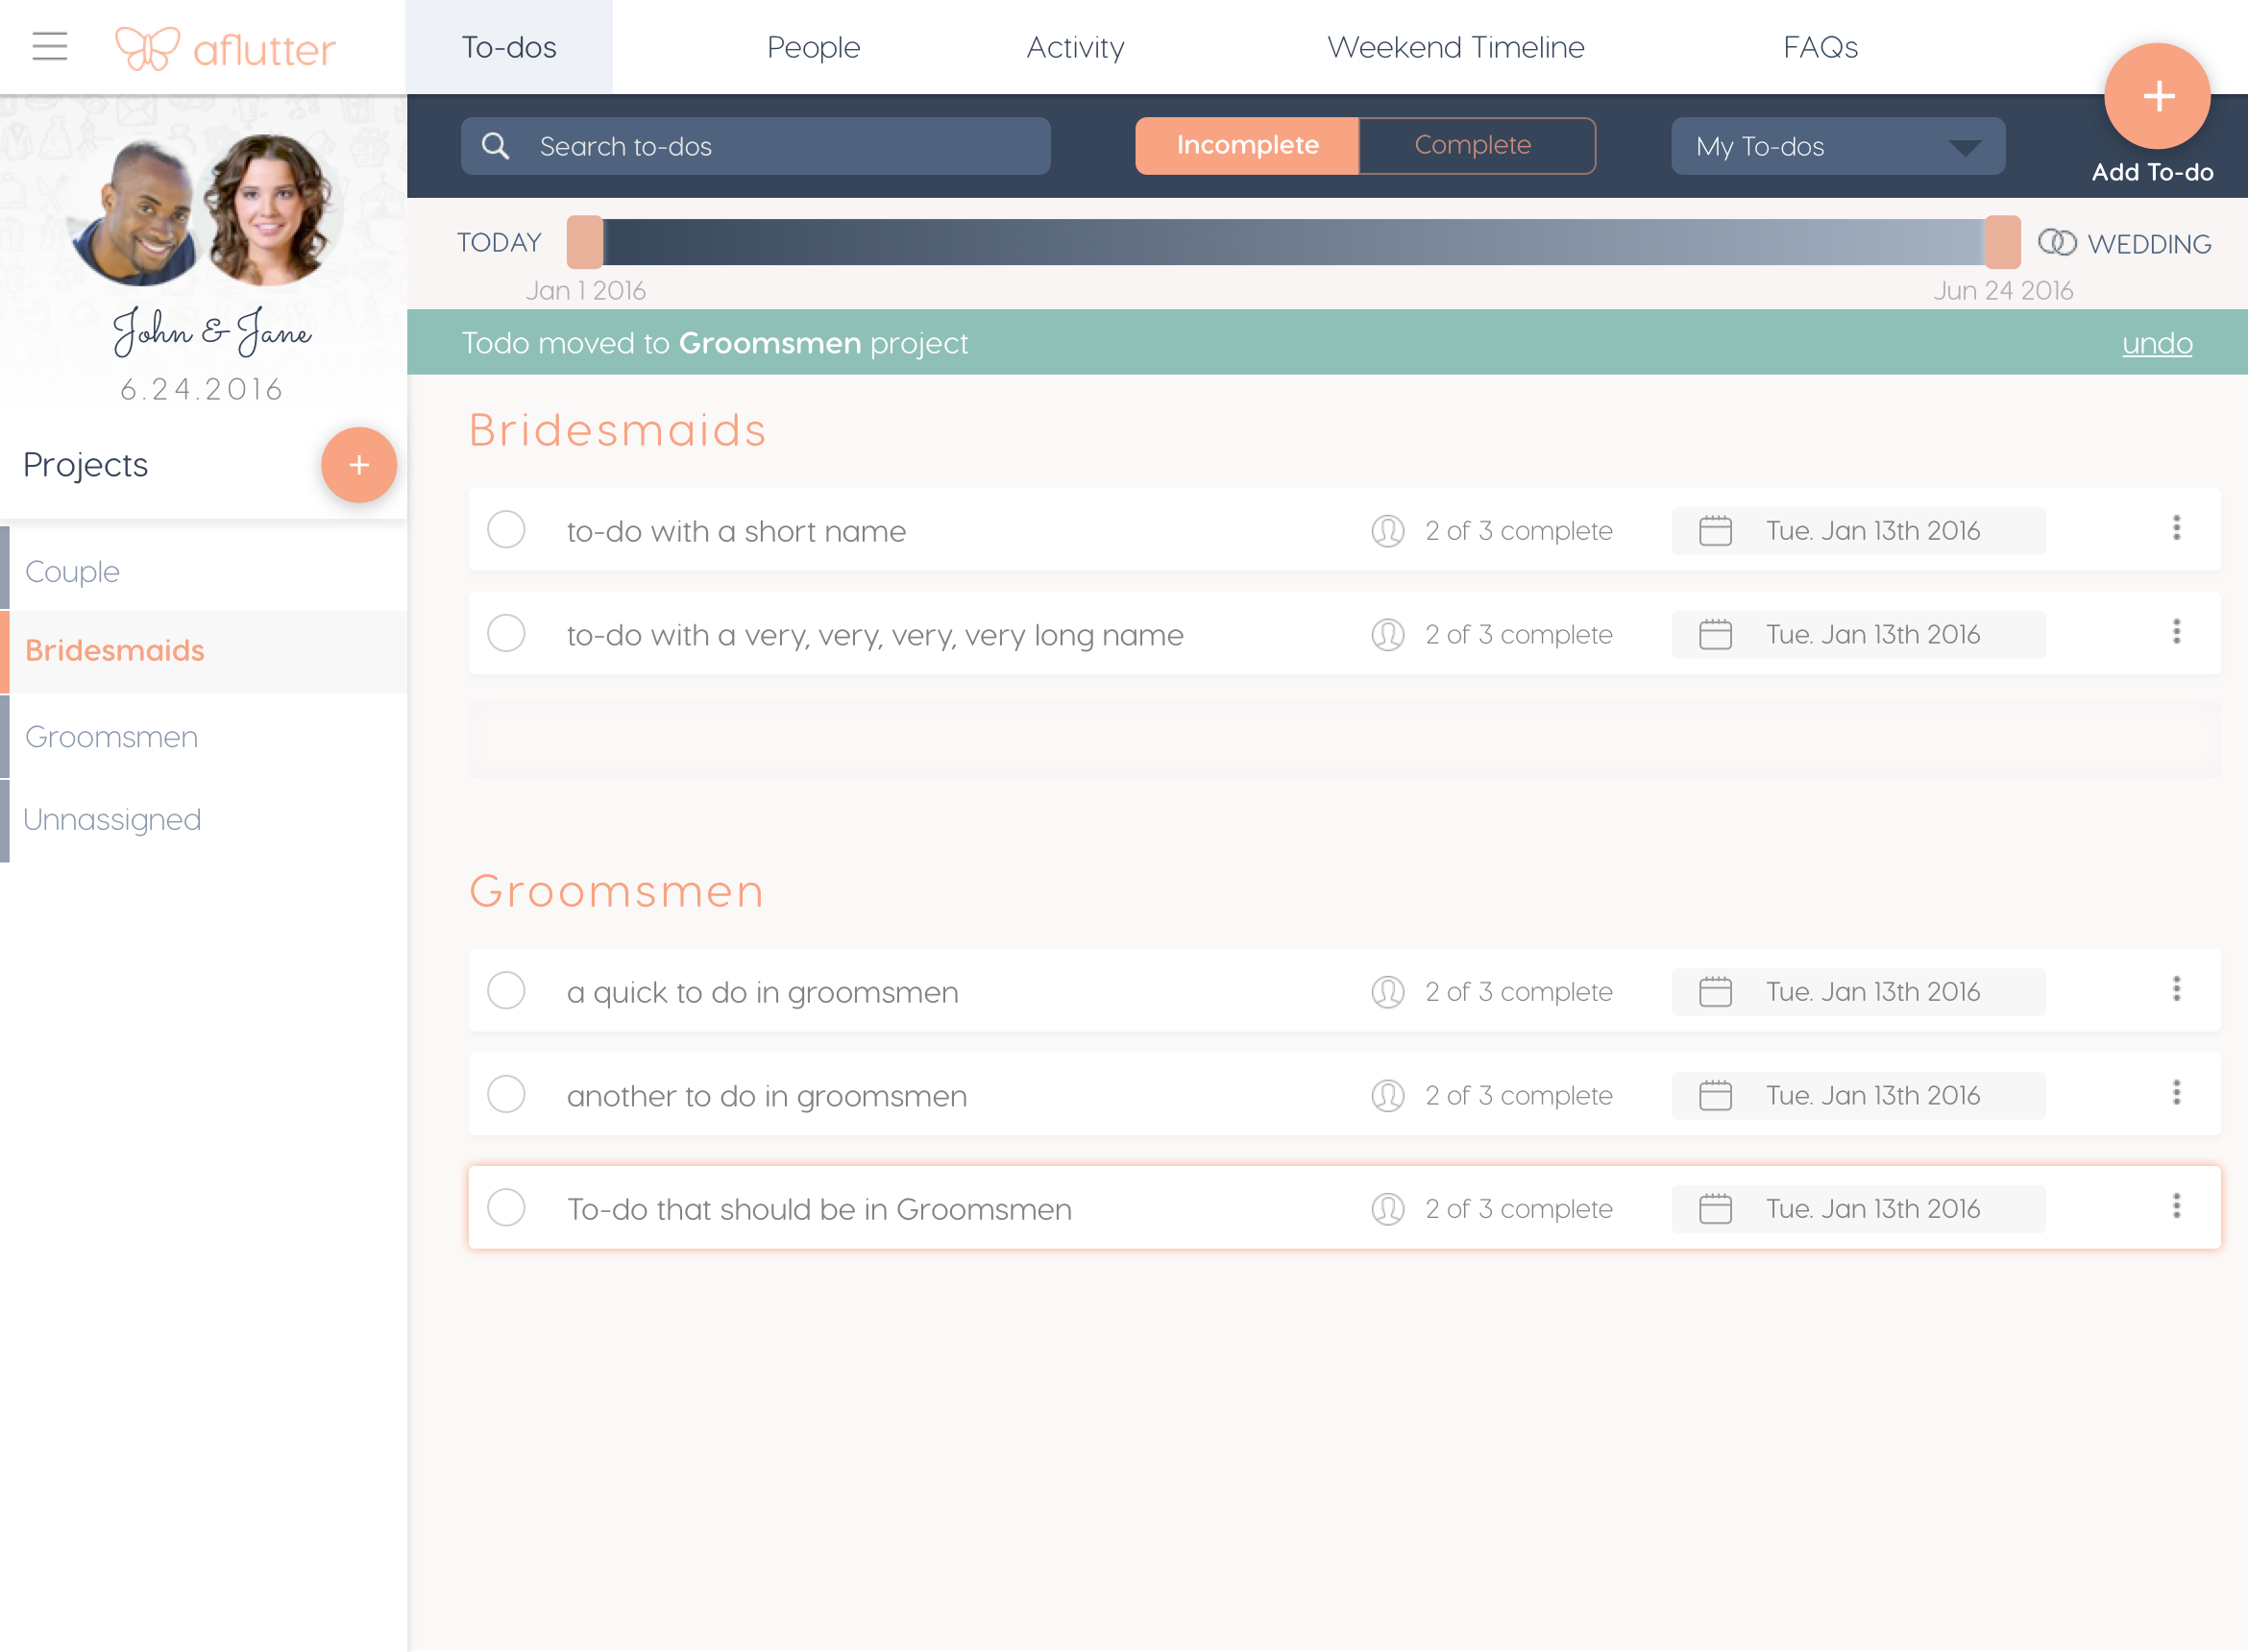 aflutter
To-dos
People
Activity
Weekend Timeline
FAQs
Search to-dos
Incomplete
Complete
My To-dos
Add To-do
TODAY
WEDDING
Jan 1 2016
Jun 24 2016
Todo moved to Groomsmen project
undo
John & Jane
6.24.2016
Projects
Couple
Bridesmaids
Groomsmen
Unnassigned
Bridesmaids
to-do with a short name
2 of 3 complete
Tue. Jan 13th 2016
to-do with a very, very, very, very long name
2 of 3 complete
Tue. Jan 13th 2016
Groomsmen
a quick to do in groomsmen
2 of 3 complete
Tue. Jan 13th 2016
another to do in groomsmen
2 of 3 complete
Tue. Jan 13th 2016
To-do that should be in Groomsmen
2 of 3 complete
Tue. Jan 13th 2016